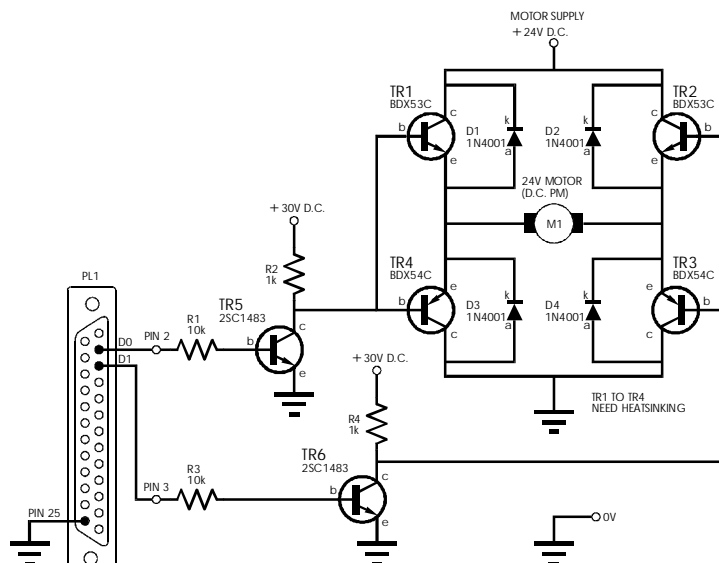 MOTOR SUPPLY
+24V D.C.
TR1
BDX53C
TR2
BDX53C
c
c
k
k
b
b
D1
1N4001
D2
1N4001
a
a
e
e
24V MOTOR
(D.C. PM)
M1
+30V D.C.
R2
1k
TR4
BDX54C
TR3
BDX54C
e
e
k
k
b
b
D3
1N4001
D4
1N4001
a
a
c
c
PL1
TR5
2SC1483
R1
10k
D0
PIN 2
b
c
e
D1
+30V D.C.
R4
1k
TR1 TO TR4
NEED HEATSINKING
TR6
2SC1483
R3
10k
PIN 3
b
c
e
PIN 25
0V